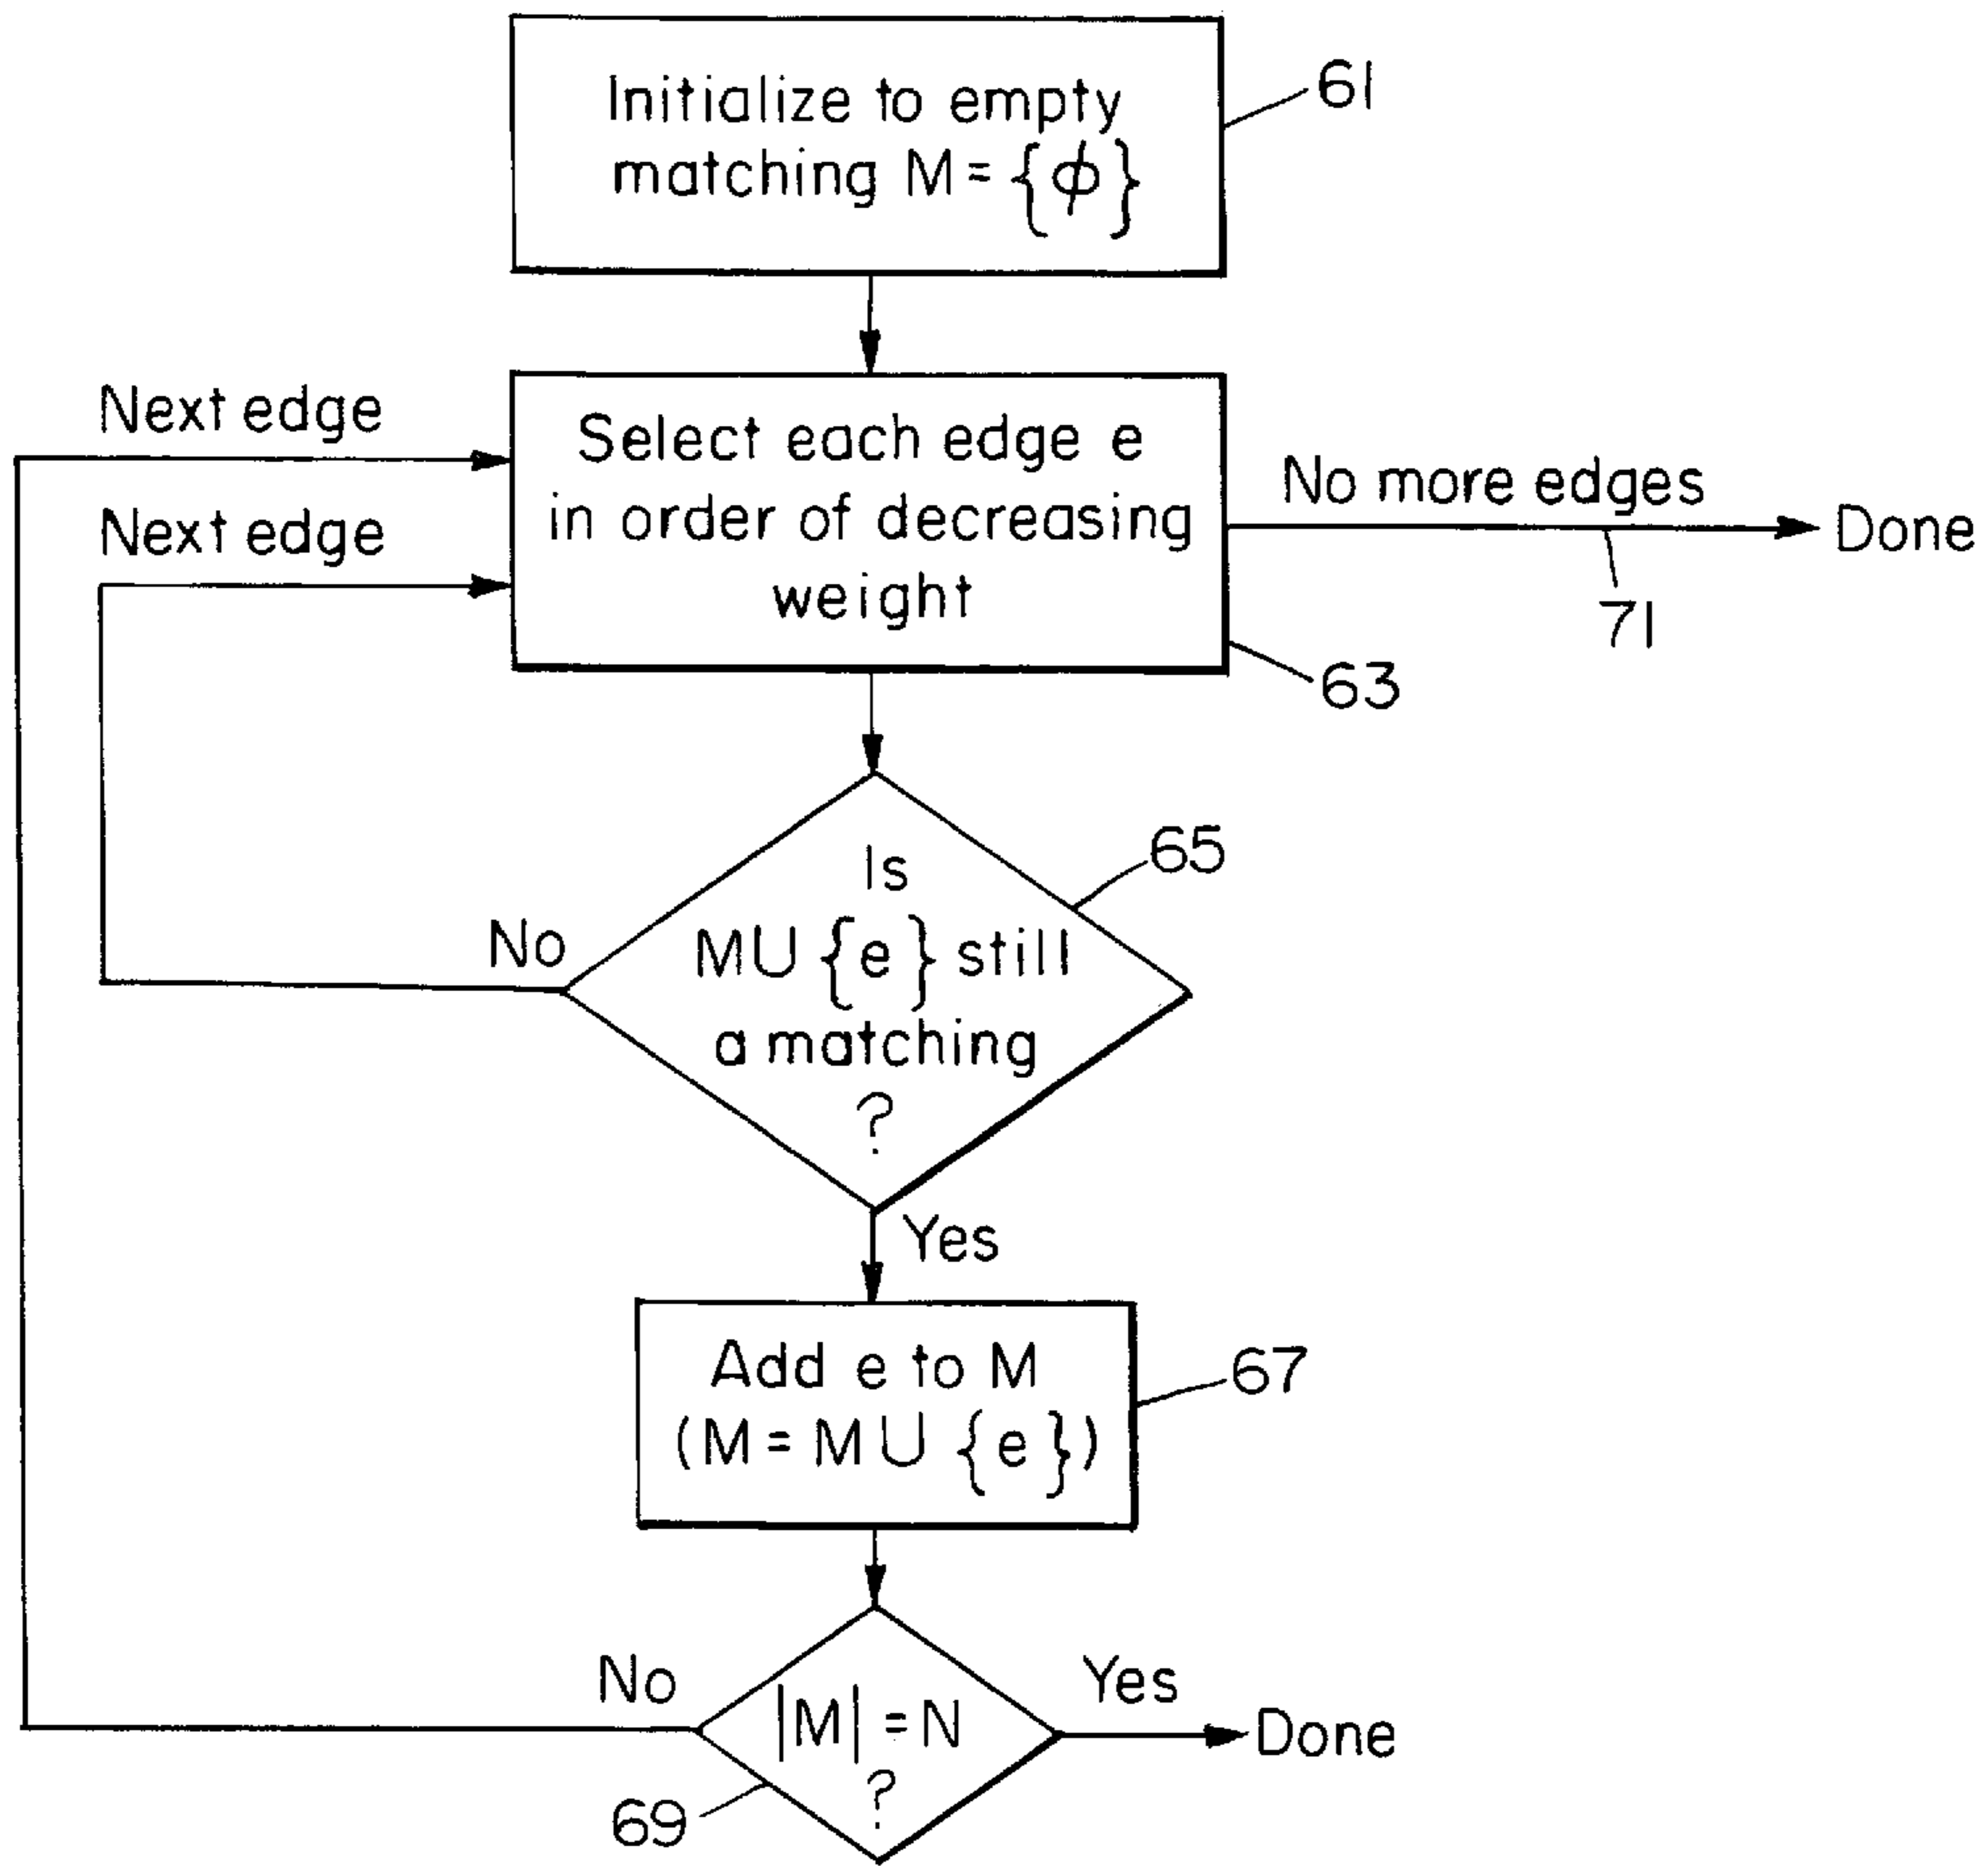 Initialize to empty
matching M = {ϕ}
61
Next edge
Next edge
Select each edge e
in order of decreasing
weight
No more edges
Done
71
63
Is
MU {e} still
a matching
?
65
No
Yes
Add e to M
(M = M U {e})
67
No
|M| = N
?
Yes
Done
69